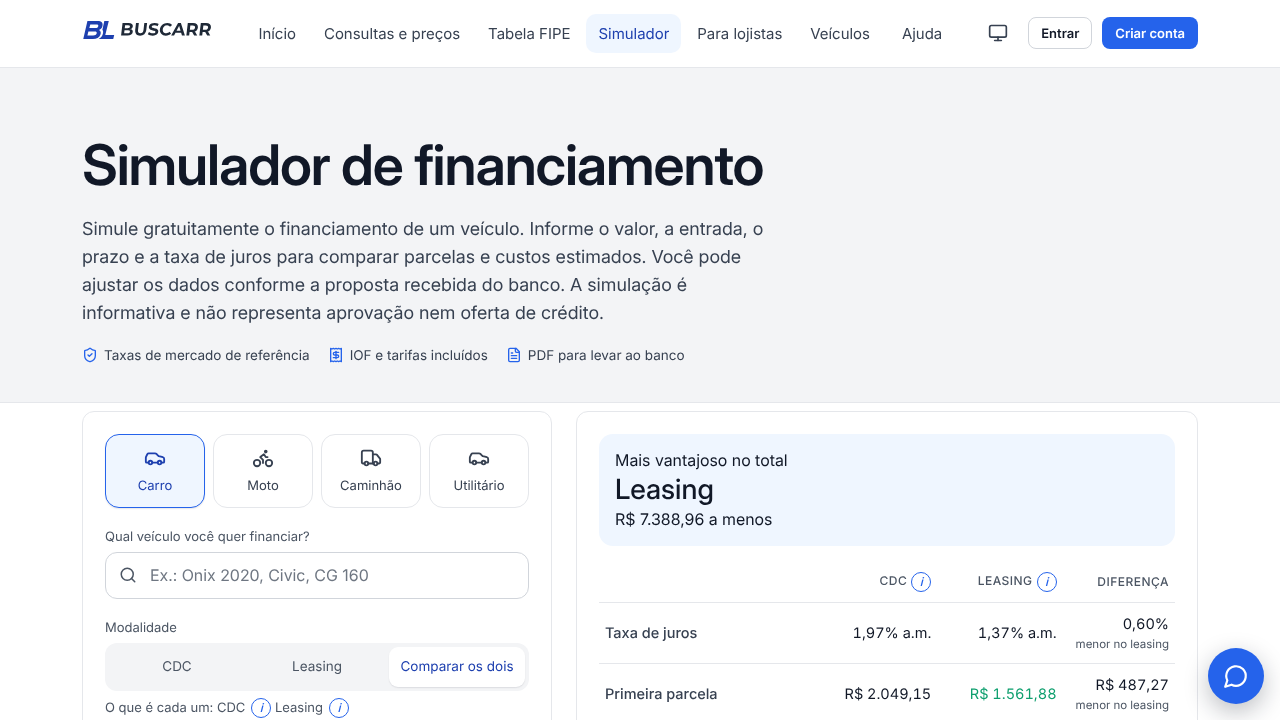 BL BUSCARR
Início
Consultas e preços
Tabela FIPE
Simulador
Para lojistas
Veículos
Ajuda
Entrar
Criar conta
Simulador de financiamento
Simule gratuitamente o financiamento de um veículo. Informe o valor, a entrada, o
prazo e a taxa de juros para comparar parcelas e custos estimados. Você pode
ajustar os dados conforme a proposta recebida do banco. A simulação é
informativa e não representa aprovação nem oferta de crédito.
Taxas de mercado de referência
IOF e tarifas incluídos
PDF para levar ao banco
Carro
Moto
Caminhão
Utilitário
Qual veículo você quer financiar?
Ex.: Onix 2020, Civic, CG 160
Modalidade
CDC
Leasing
Comparar os dois
O que é cada um: CDC i Leasing i
Mais vantajoso no total
Leasing
R$ 7.388,96 a menos
CDC i LEASING i DIFERENÇA
Taxa de juros 1,97% a.m. 1,37% a.m. 0,60%
menor no leasing
Primeira parcela R$ 2.049,15 R$ 1.561,88 R$ 487,27
menor no leasing